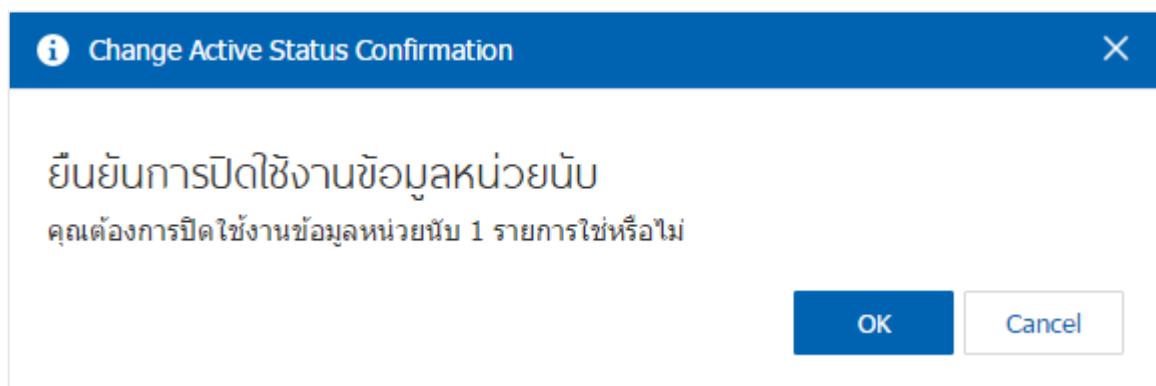 Change Active Status Confirmation
ยืนยันการปิดใช้งานข้อมูลหน่วยนับ
คุณต้องการปิดใช้งานข้อมูลหน่วยนับ 1 รายการใช่หรือไม่
OK Cancel